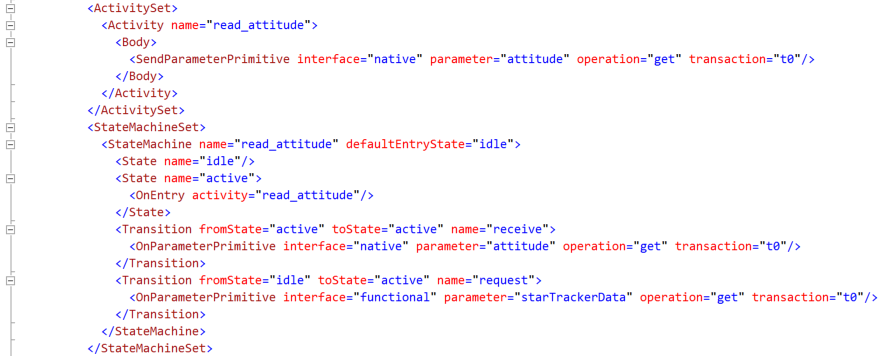 <ActivitySet>
<Activity name="read_attitude">
<Body>
<SendParameterPrimitive interface="native" parameter="attitude" operation="get" transaction="t0"/>
</Body>
</Activity>
</ActivitySet>
<StateMachineSet>
<StateMachine name="read_attitude" defaultEntryState="idle">
<State name="idle"/>
<State name="active">
<OnEntry activity="read_attitude"/>
</State>
<Transition fromState="active" toState="active" name="receive">
<OnParameterPrimitive interface="native" parameter="attitude" operation="get" transaction="t0"/>
</Transition>
<Transition fromState="idle" toState="active" name="request">
<OnParameterPrimitive interface="functional" parameter="starTrackerData" operation="get" transaction="t0"/>
</Transition>
</StateMachine>
</StateMachineSet>